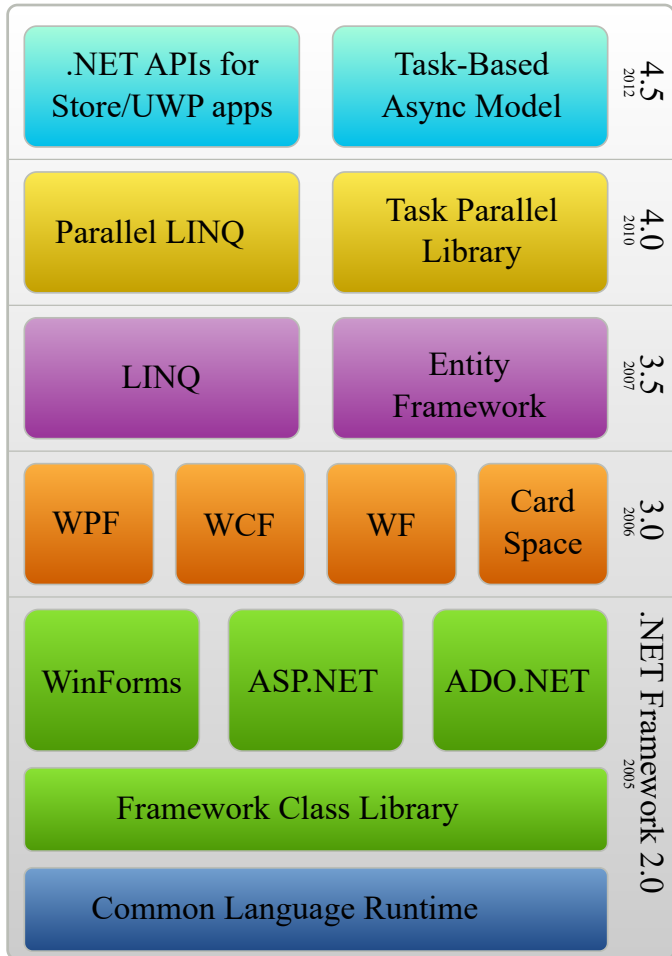 .NET APIs for
Store/UWP apps
Task-Based
Async Model
4.5
2012
Parallel LINQ
Task Parallel
Library
4.0
2010
LINQ
Entity
Framework
3.5
2007
WPF
WCF
WF
Card
Space
3.0
2006
WinForms
ASP.NET
ADO.NET
Framework Class Library
Common Language Runtime
.NET Framework 2.0
2005